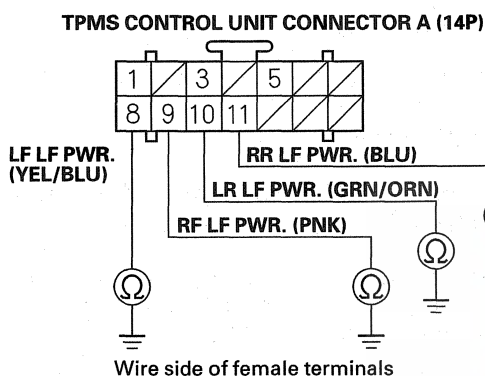 TPMS CONTROL UNIT CONNECTOR A (14P)
1 3 5
8 9 10 11
LF LF PWR.
(YEL/BLU)
RR LF PWR. (BLU)
LR LF PWR. (GRN/ORN)
RF LF PWR. (PNK)
Ω
Ω
Ω
Wire side of female terminals